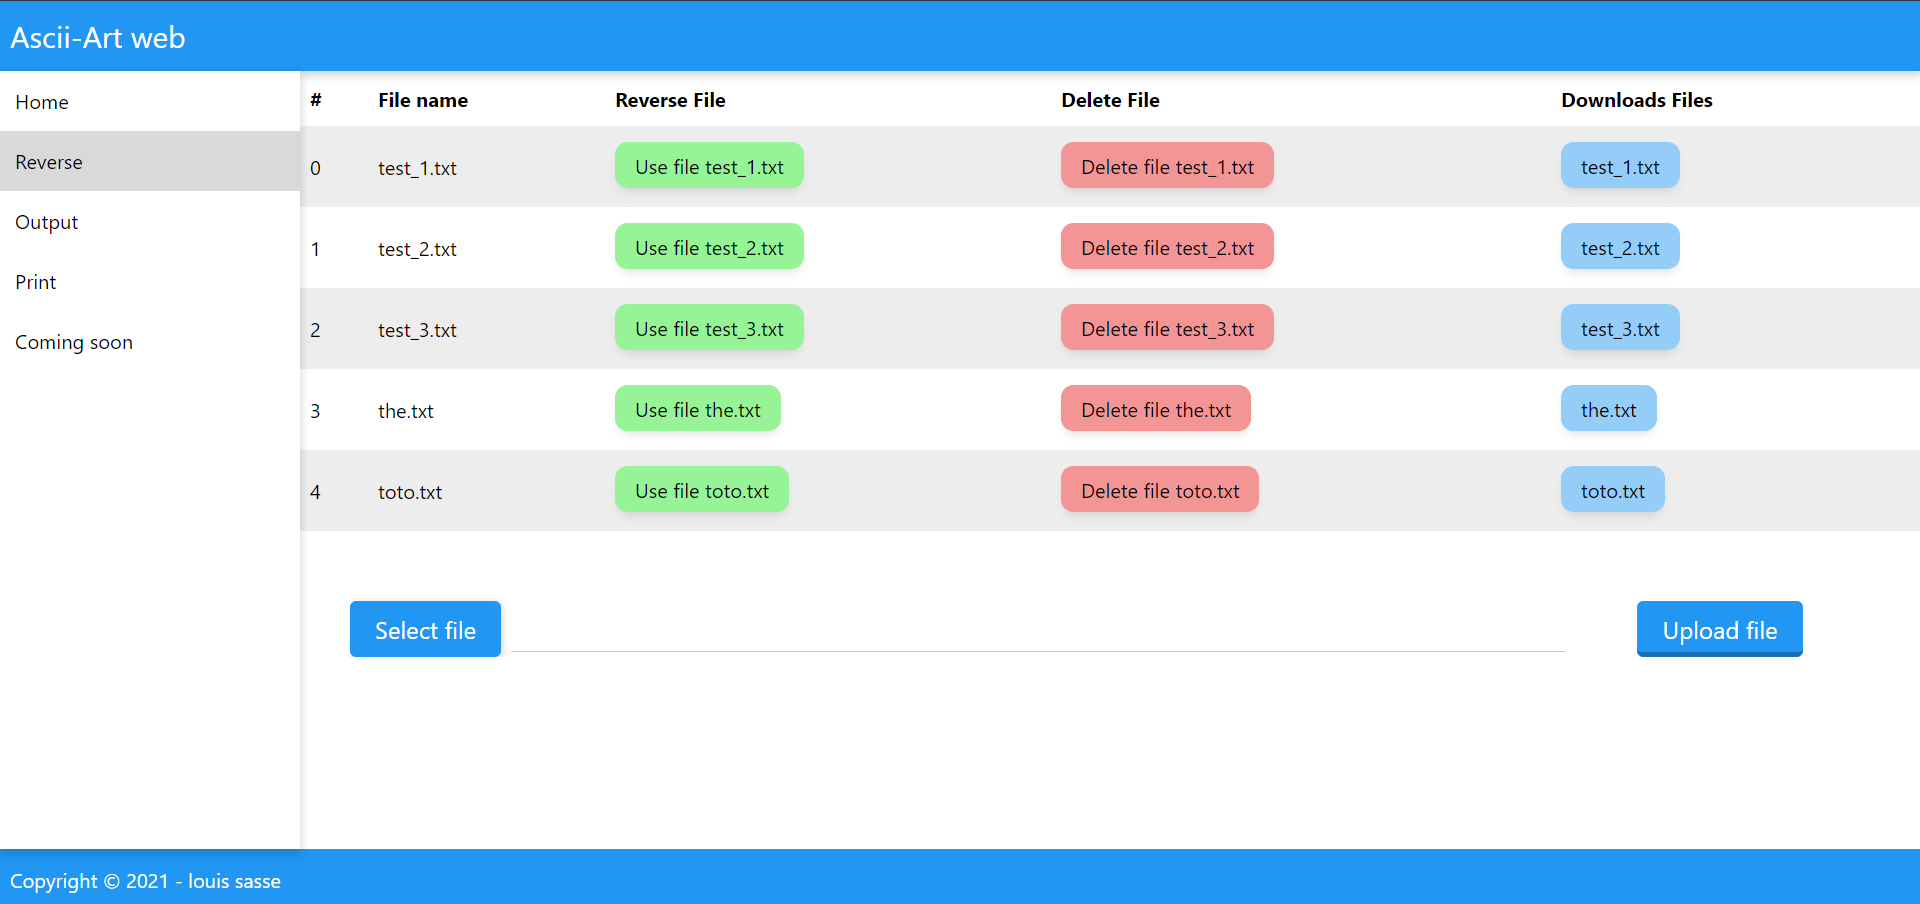 Ascii-Art web
Home
Reverse
Output
Print
Coming soon
# File name Reverse File Delete File Downloads Files
0 test_1.txt Use file test_1.txt Delete file test_1.txt test_1.txt
1 test_2.txt Use file test_2.txt Delete file test_2.txt test_2.txt
2 test_3.txt Use file test_3.txt Delete file test_3.txt test_3.txt
3 the.txt Use file the.txt Delete file the.txt the.txt
4 toto.txt Use file toto.txt Delete file toto.txt toto.txt
Select file Upload file
Copyright © 2021 - louis sasse